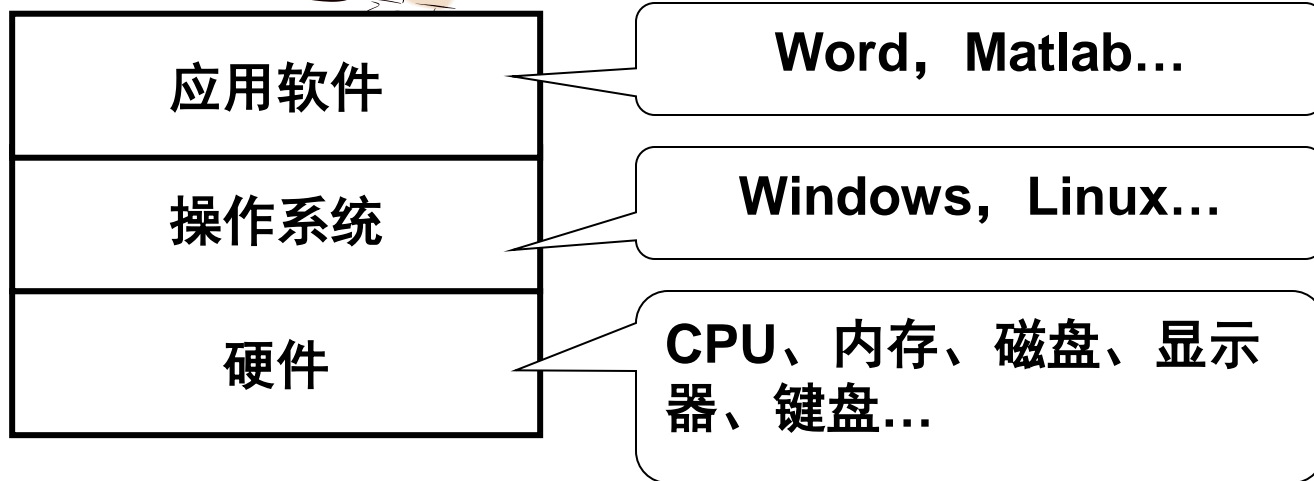 应用软件
Word，Matlab…
操作系统
Windows，Linux…
硬件
CPU、内存、磁盘、显示
器、键盘…